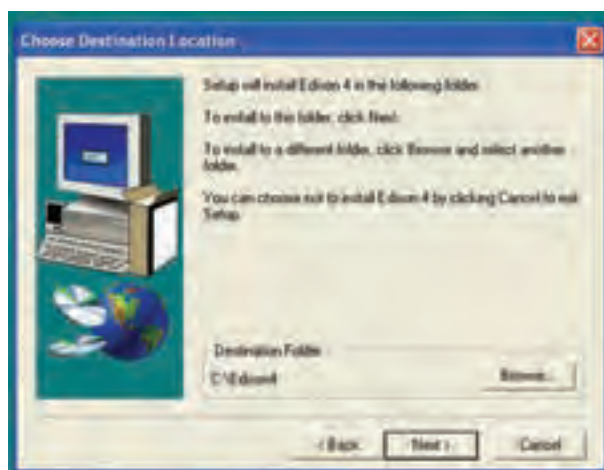 Choose Destination Location
Setup will install Edison 4 in the following folder.
To install to this folder, click Next.
To install to a different folder, click Browse and select another
folder.
You can choose not to install Edison 4 by clicking Cancel to exit
Setup.
Destination Folder
C:\Edison4
Browse...
< Back
Next >
Cancel